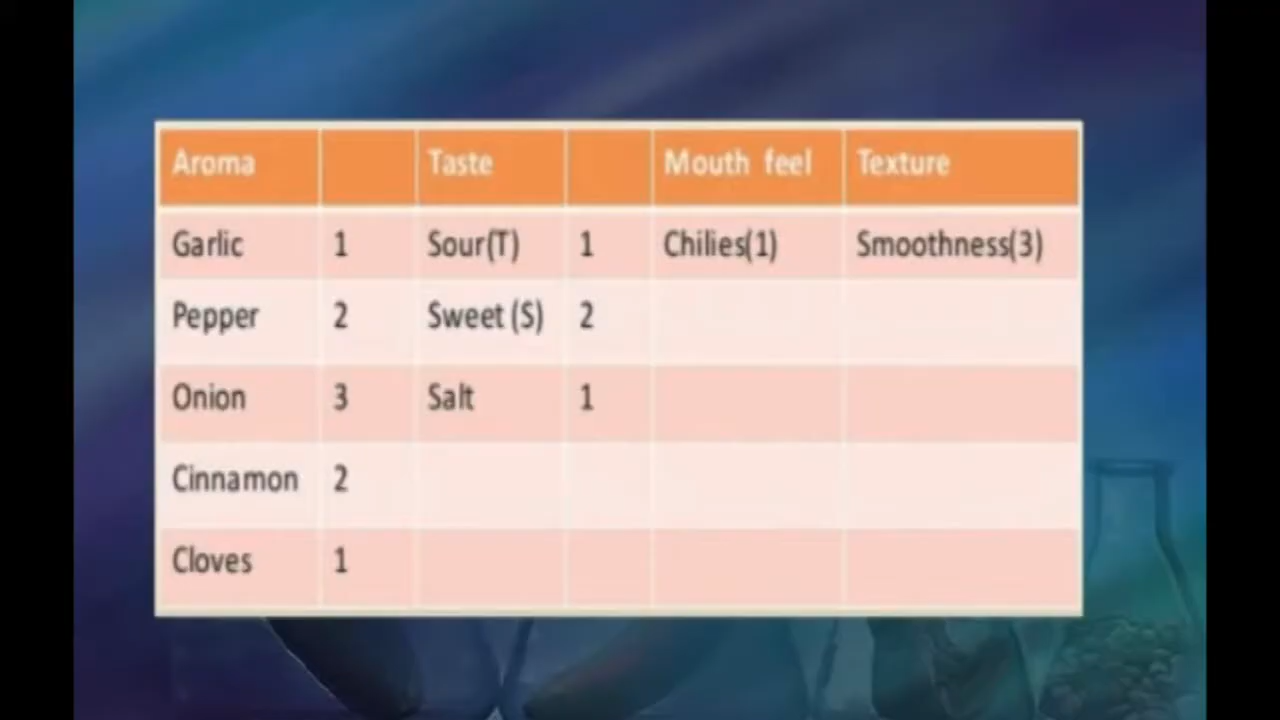 Aroma Taste Mouth feel Texture
Garlic 1 Sour(T) 1 Chilies(1) Smoothness(3)
Pepper 2 Sweet (S) 2
Onion 3 Salt 1
Cinnamon 2
Cloves 1